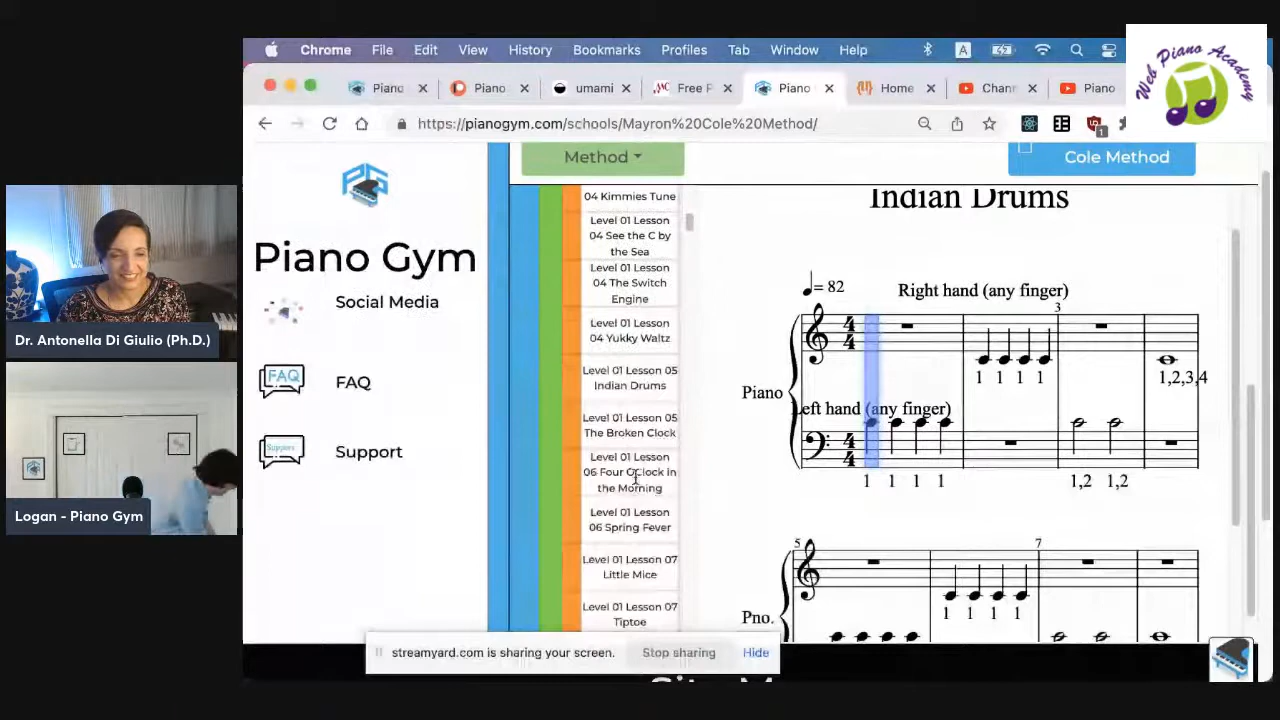 Chrome File Edit View History Bookmarks Profiles Tab Window Help
A
Web Piano Academy
Piano
Piano
umami
Free F
Piano
Home
Chann
Piano
https://pianogym.com/schools/Mayron%20Cole%20Method/
1
Method
Cole Method
Piano Gym
Social Media
FAQ
FAQ
Support
Support
04 Kimmies Tune
Level 01 Lesson
04 See the C by
the Sea
Level 01 Lesson
04 The Switch
Engine
Level 01 Lesson
04 Yukky Waltz
Level 01 Lesson 05
Indian Drums
Level 01 Lesson 05
The Broken Clock
Level 01 Lesson
06 Four O'Clock in
the Morning
Level 01 Lesson
06 Spring Fever
Level 01 Lesson 07
Little Mice
Level 01 Lesson 07
Tiptoe
Indian Drums
= 82
Right hand (any finger)
3
4
4
1 1 1 1
1,2,3,4
Piano
Left hand (any finger)
4
4
1 1 1 1
1,2 1,2
5
7
1 1 1 1
Pno.
Dr. Antonella Di Giulio (Ph.D.)
Logan - Piano Gym
streamyard.com is sharing your screen.
Stop sharing
Hide